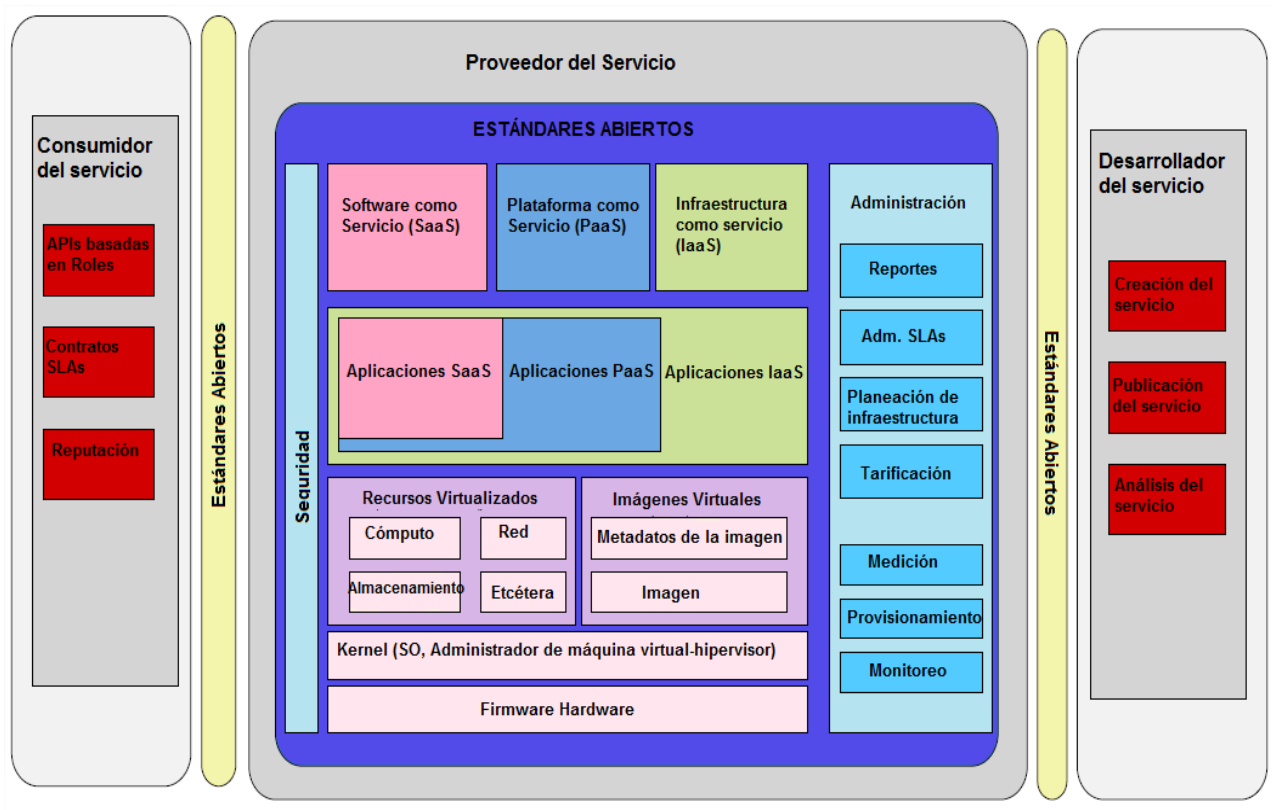 Proveedor del Servicio
ESTÁNDARES ABIERTOS
Consumidor
del servicio
APIs basadas
en Roles
Contratos
SLAs
Reputación
Estándares Abiertos
Seguridad
Software como
Servicio (SaaS)
Plataforma como
Servicio (PaaS)
Infraestructura
como servicio
(IaaS)
Aplicaciones SaaS
Aplicaciones PaaS
Aplicaciones IaaS
Recursos Virtualizados
Cómputo
Red
Almacenamiento
Etcétera
Imágenes Virtuales
Metadatos de la imagen
Imagen
Kernel (SO, Administrador de máquina virtual-hipervisor)
Firmware Hardware
Administración
Reportes
Adm. SLAs
Planeación de
infraestructura
Tarificación
Medición
Provisionamiento
Monitoreo
Estándares Abiertos
Desarrollador
del servicio
Creación del
servicio
Publicación
del servicio
Análisis del
servicio